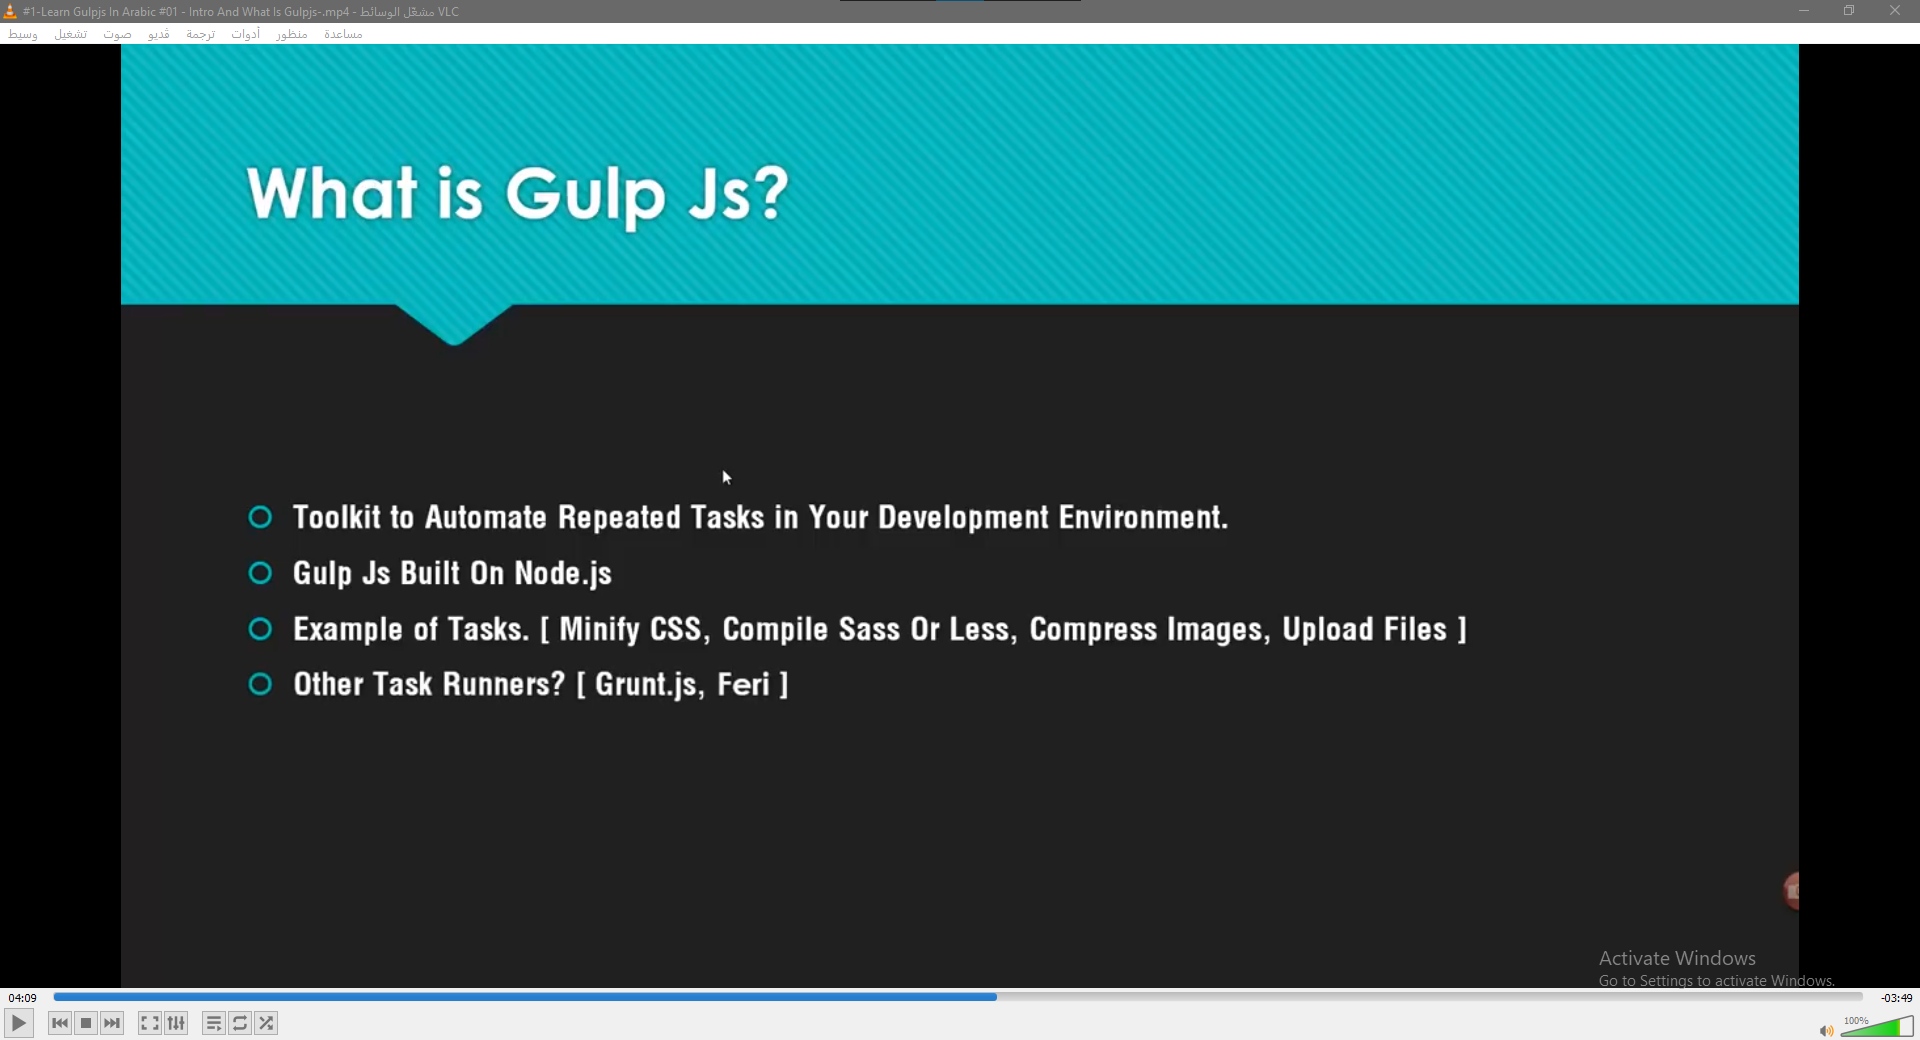 #1-Learn Gulpjs In Arabic #01 - Intro And What Is Gulpjs-.mp4 - مشغّل الوسائط VLC
وسيط تشغيل صوت ڤديو ترجمة أدوات منظور مساعدة
What is Gulp Js?
Toolkit to Automate Repeated Tasks in Your Development Environment.
Gulp Js Built On Node.js
Example of Tasks. [ Minify CSS, Compile Sass Or Less, Compress Images, Upload Files ]
Other Task Runners? [ Grunt.js, Feri ]
Activate Windows
Go to Settings to activate Windows.
04:09
-03:49
100%